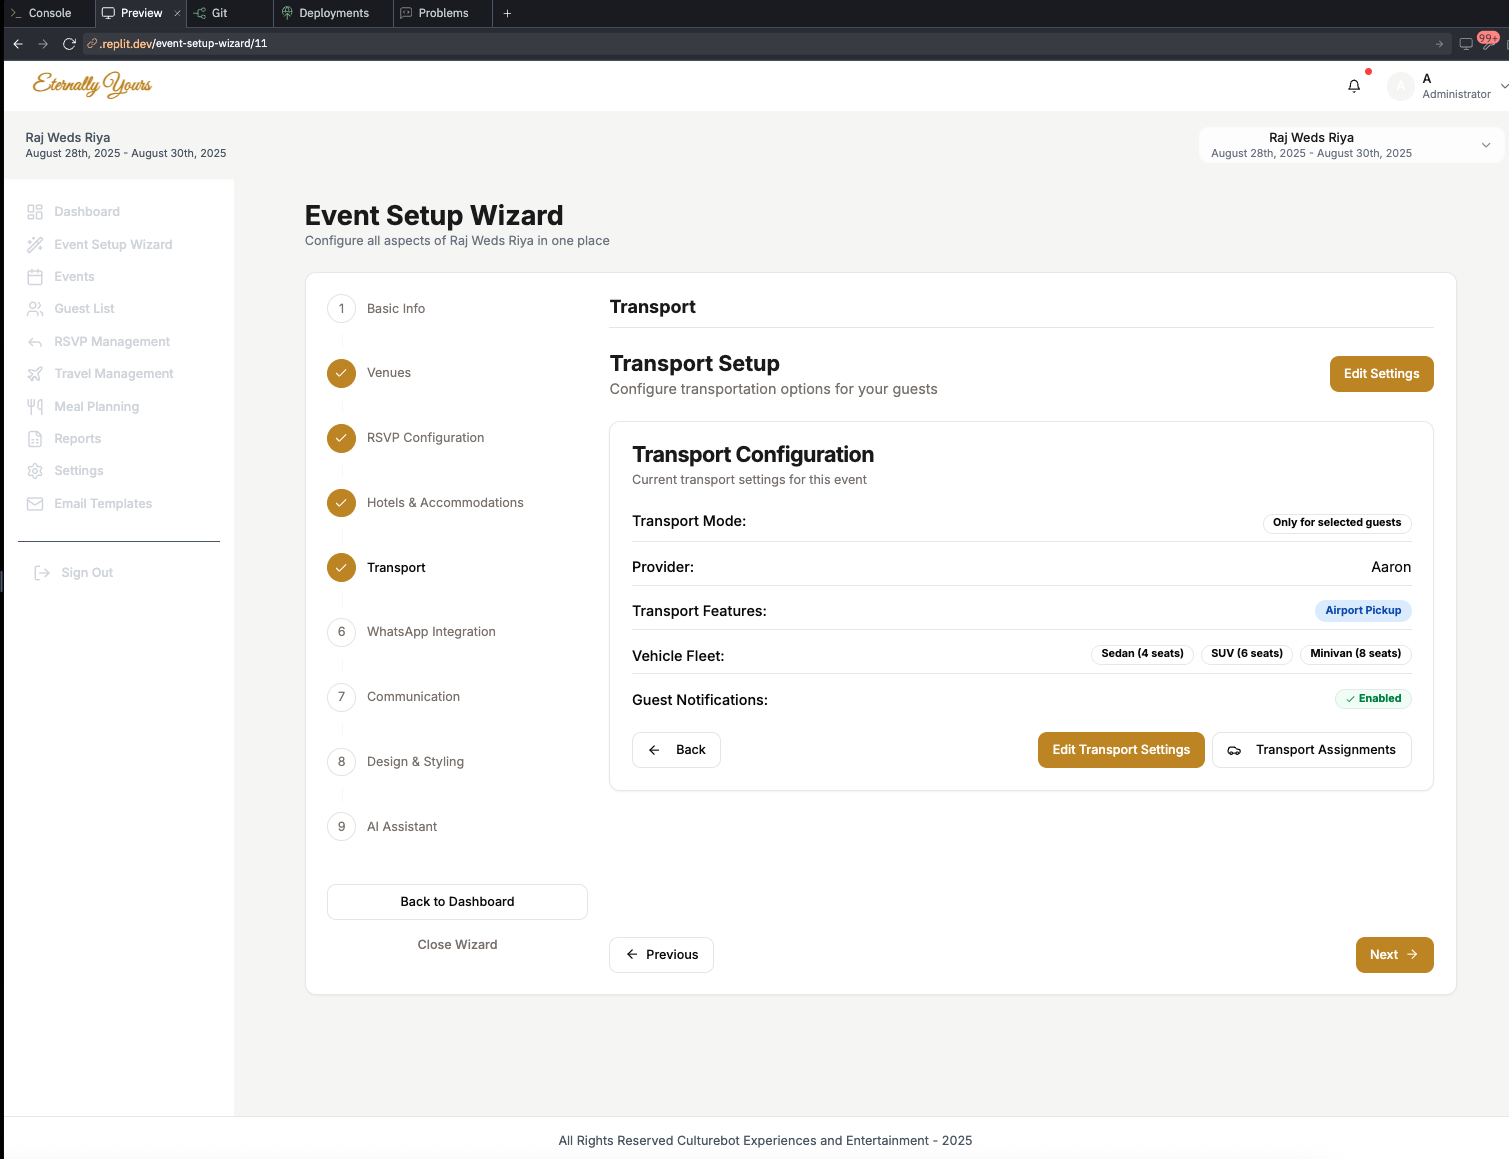 Console
Preview
Git
Deployments
Problems
.replit.dev/event-setup-wizard/11
99+
Eternally Yours
A
A
Administrator
Raj Weds Riya
August 28th, 2025 - August 30th, 2025
Raj Weds Riya
August 28th, 2025 - August 30th, 2025
Dashboard
Event Setup Wizard
Events
Guest List
RSVP Management
Travel Management
Meal Planning
Reports
Settings
Email Templates
Sign Out
Event Setup Wizard
Configure all aspects of Raj Weds Riya in one place
1 Basic Info
Venues
RSVP Configuration
Hotels & Accommodations
Transport
6 WhatsApp Integration
7 Communication
8 Design & Styling
9 AI Assistant
Back to Dashboard
Close Wizard
Transport
Transport Setup
Configure transportation options for your guests
Edit Settings
Transport Configuration
Current transport settings for this event
Transport Mode: Only for selected guests
Provider: Aaron
Transport Features: Airport Pickup
Vehicle Fleet: Sedan (4 seats) SUV (6 seats) Minivan (8 seats)
Guest Notifications: Enabled
Back Edit Transport Settings Transport Assignments
Previous Next
All Rights Reserved Culturebot Experiences and Entertainment - 2025